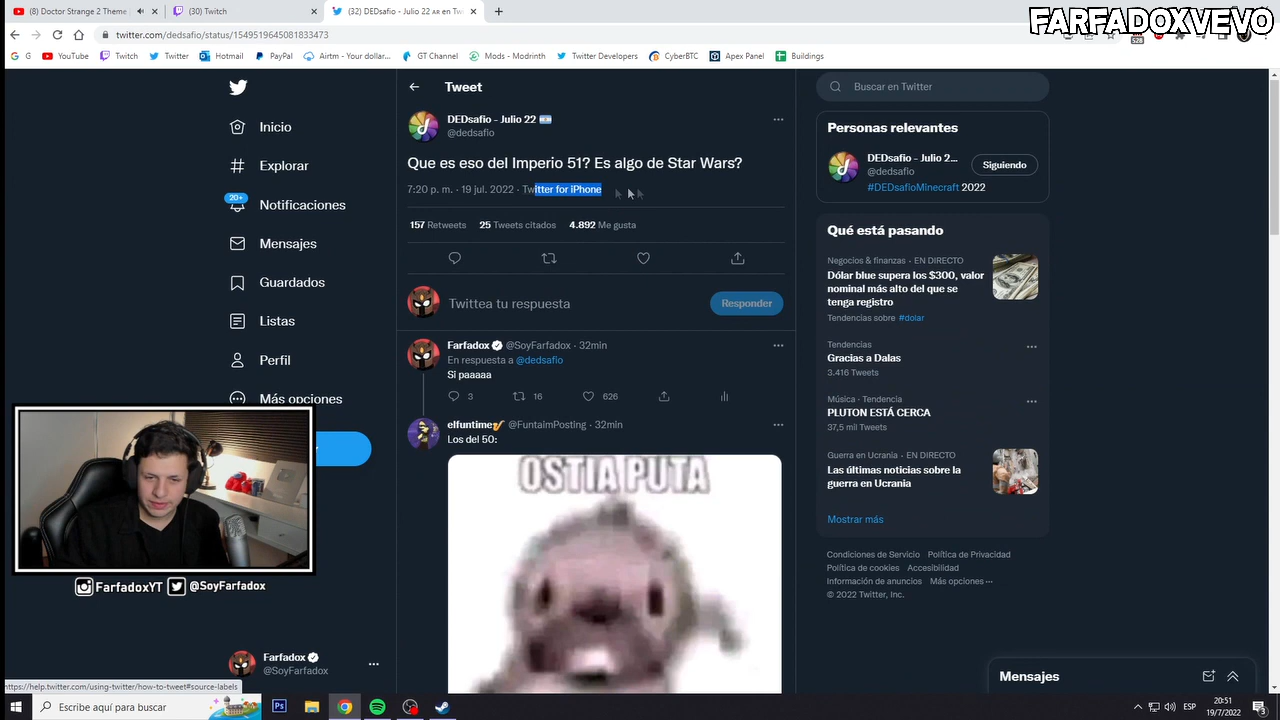 (8) Doctor Strange 2 Theme
(30) Twitch
(32) DEDsafio - Julio 22 🇦🇷 en Tw
FARFADOXVEVO
twitter.com/dedsafio/status/1549519645081833473
G
YouTube
Twitch
Twitter
Hotmail
PayPal
Airtm - Your dollar...
GT Channel
Mods - Modrinth
Twitter Developers
CyberBTC
Apex Panel
Buildings
528
Inicio
Explorar
20+
Notificaciones
Mensajes
Guardados
Listas
Perfil
Más opciones
Tweet
DEDsafio - Julio 22 🇦🇷
@dedsafio
Que es eso del Imperio 51? Es algo de Star Wars?
7:20 p. m. · 19 jul. 2022 · Twitter for iPhone
157 Retweets 25 Tweets citados 4.892 Me gusta
Twittea tu respuesta
Responder
Farfadox @SoyFarfadox · 32min
En respuesta a @dedsafio
Si paaaaa
3 16 626
elfuntime @FuntaimPosting · 32min
Los del 50:
OSTIA PUTA
Buscar en Twitter
Personas relevantes
DEDsafio - Julio 2...
@dedsafio
Siguiendo
#DEDsafioMinecraft 2022
Qué está pasando
Negocios & finanzas · EN DIRECTO
Dólar blue supera los $300, valor
nominal más alto del que se
tenga registro
Tendencias sobre #dolar
Tendencias
Gracias a Dalas
3.416 Tweets
Música · Tendencia
PLUTON ESTÁ CERCA
37,5 mil Tweets
Guerra en Ucrania · EN DIRECTO
Las últimas noticias sobre la
guerra en Ucrania
Mostrar más
Condiciones de Servicio Política de Privacidad
Política de cookies Accesibilidad
Información de anuncios Más opciones ···
© 2022 Twitter, Inc.
FarfadoxYT @SoyFarfadox
Farfadox
@SoyFarfadox
Mensajes
https://help.twitter.com/using-twitter/how-to-tweet#source-labels
Escribe aquí para buscar
Ps
ESP
20:51
19/7/2022
3